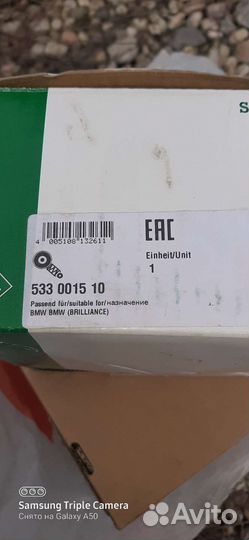 S
4 005108 132611
EAC
Einheit/Unit
1
533 0015 10
Passend für/suitable for/назначение
BMW BMW (BRILLIANCE)
Samsung Triple Camera
Снято на Galaxy A50
Avito